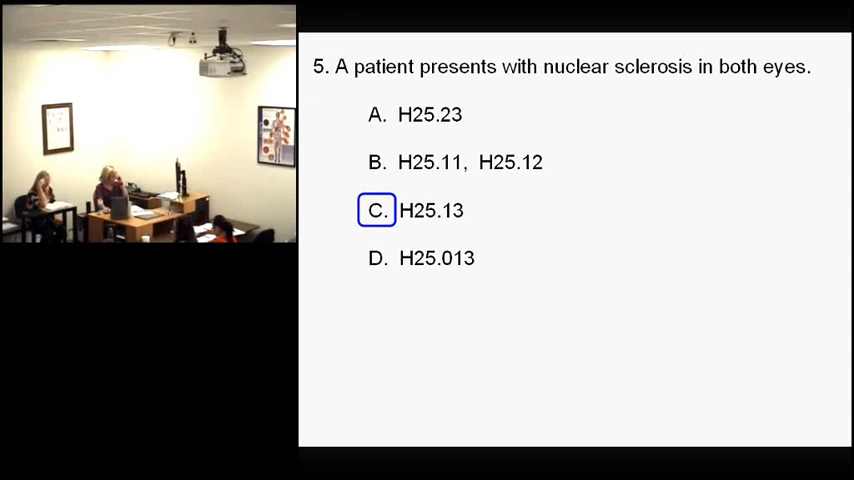 5. A patient presents with nuclear sclerosis in both eyes.
A. H25.23
B. H25.11, H25.12
C. H25.13
D. H25.013